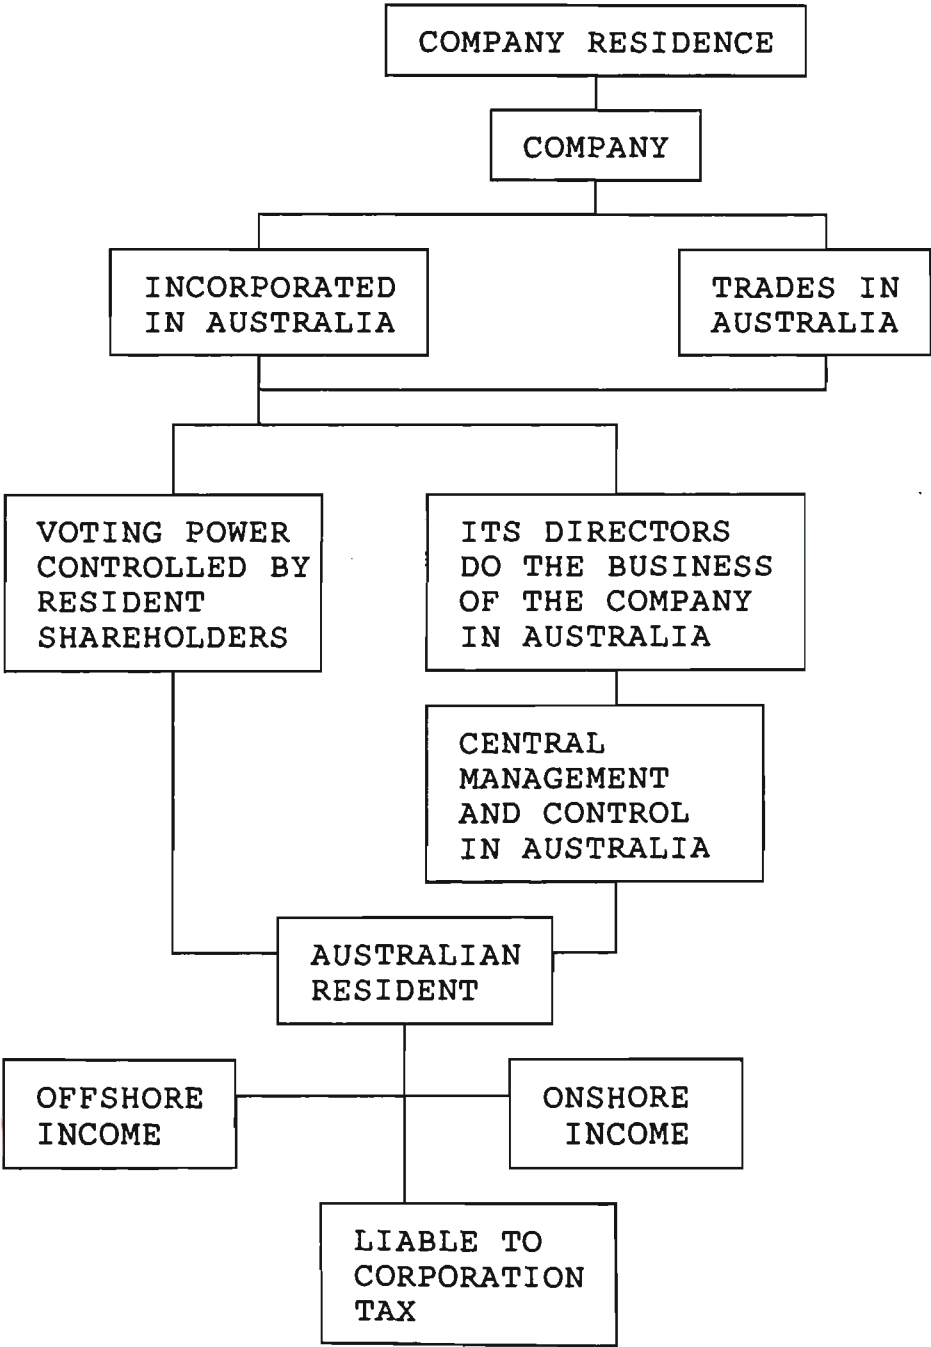 COMPANY RESIDENCE
COMPANY
INCORPORATED
IN AUSTRALIA
TRADES IN
AUSTRALIA
VOTING POWER
CONTROLLED BY
RESIDENT
SHAREHOLDERS
ITS DIRECTORS
DO THE BUSINESS
OF THE COMPANY
IN AUSTRALIA
CENTRAL
MANAGEMENT
AND CONTROL
IN AUSTRALIA
AUSTRALIAN
RESIDENT
OFFSHORE
INCOME
ONSHORE
INCOME
LIABLE TO
CORPORATION
TAX